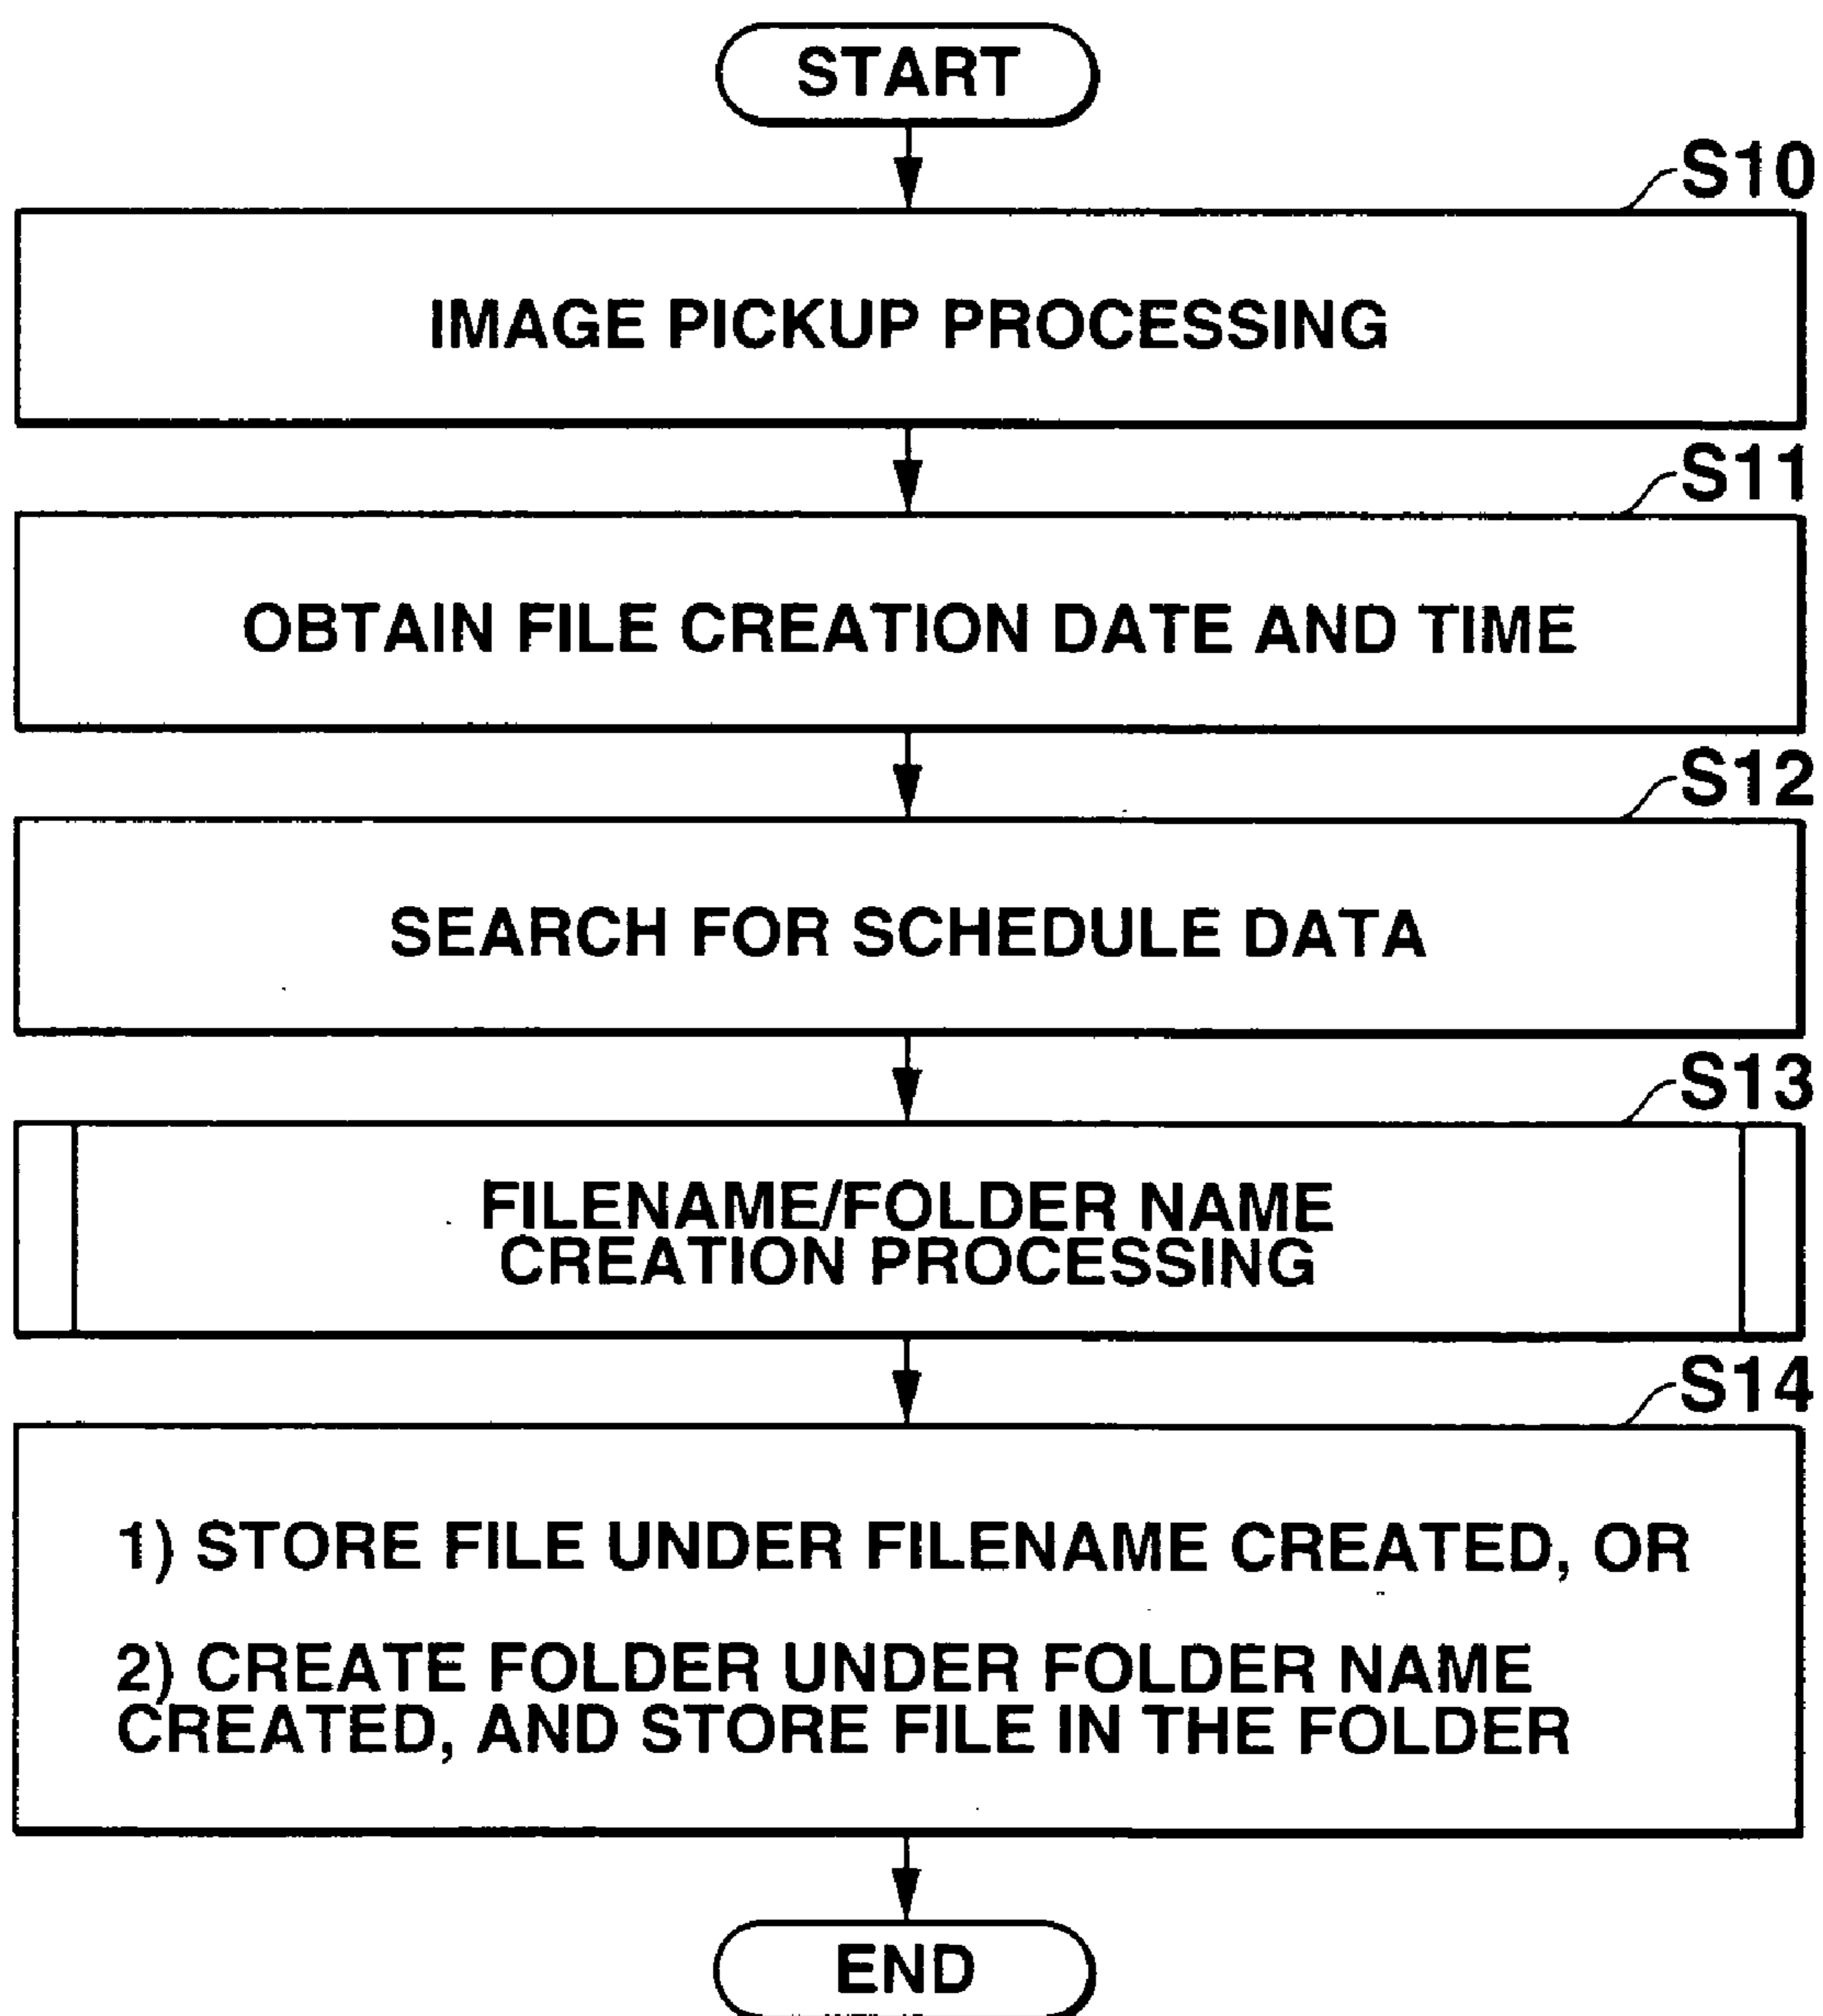 START
S10
IMAGE PICKUP PROCESSING
S11
OBTAIN FILE CREATION DATE AND TIME
S12
SEARCH FOR SCHEDULE DATA
S13
FILENAME/FOLDER NAME
CREATION PROCESSING
S14
1) STORE FILE UNDER FILENAME CREATED, OR
2) CREATE FOLDER UNDER FOLDER NAME
CREATED, AND STORE FILE IN THE FOLDER
END